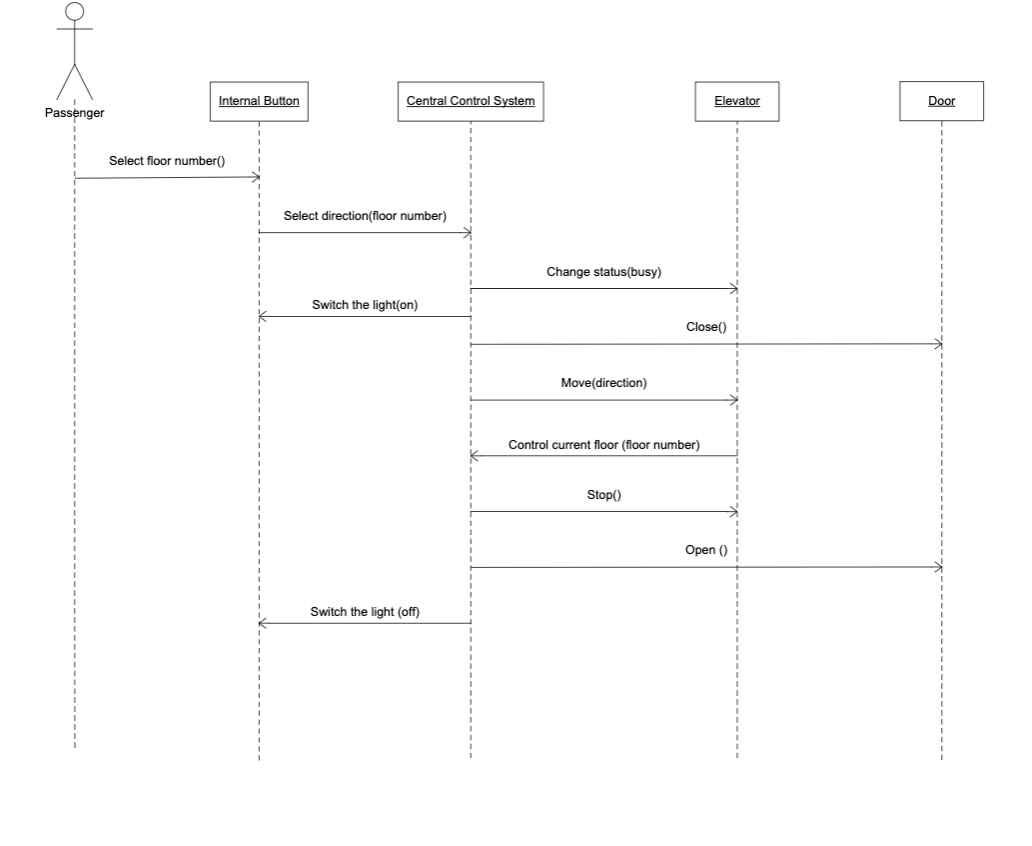 Passenger
Internal Button
Central Control System
Elevator
Door
Select floor number()
Select direction(floor number)
Change status(busy)
Switch the light(on)
Close()
Move(direction)
Control current floor (floor number)
Stop()
Open ()
Switch the light (off)